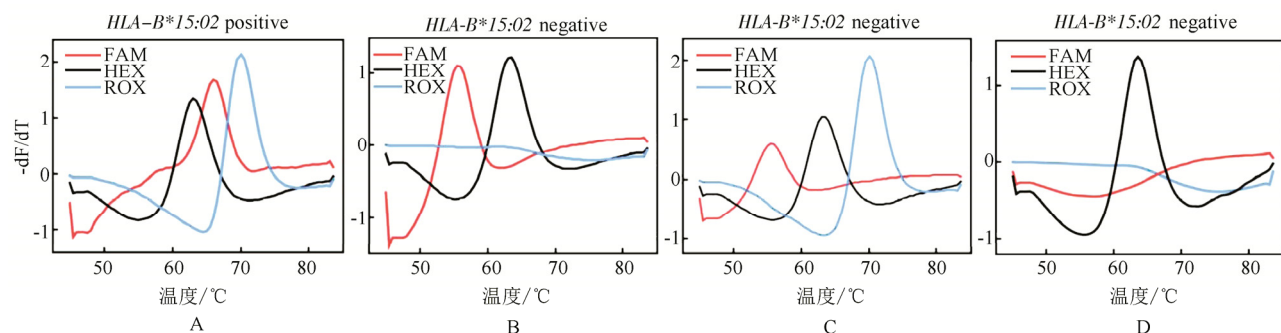 HLA−B*15:02 positive
FAM
HEX
ROX
2
1
0
-1
-dF/dT
50 60 70 80
温度/℃
A
HLA-B*15:02 negative
FAM
HEX
ROX
1
0
-1
50 60 70 80
温度/℃
B
HLA-B*15:02 negative
FAM
HEX
ROX
2
1
0
-1
50 60 70 80
温度/℃
C
HLA-B*15:02 negative
FAM
HEX
ROX
1
0
-1
50 60 70 80
温度/℃
D